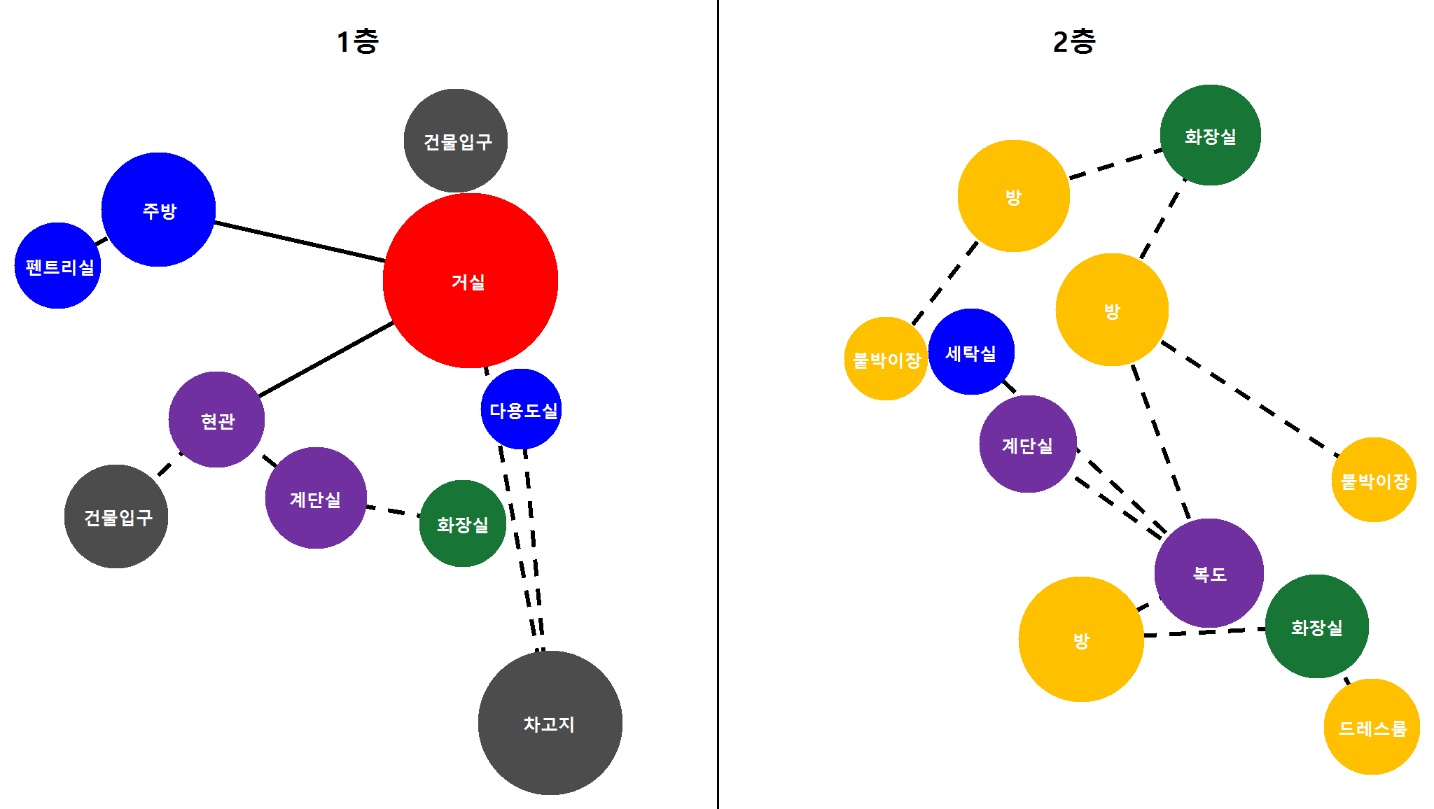 1층
건물입구
주방
펜트리실
거실
다용도실
현관
계단실
건물입구
화장실
차고지
2층
화장실
방
방
붙박이장
세탁실
계단실
붙박이장
복도
방
화장실
드레스룸